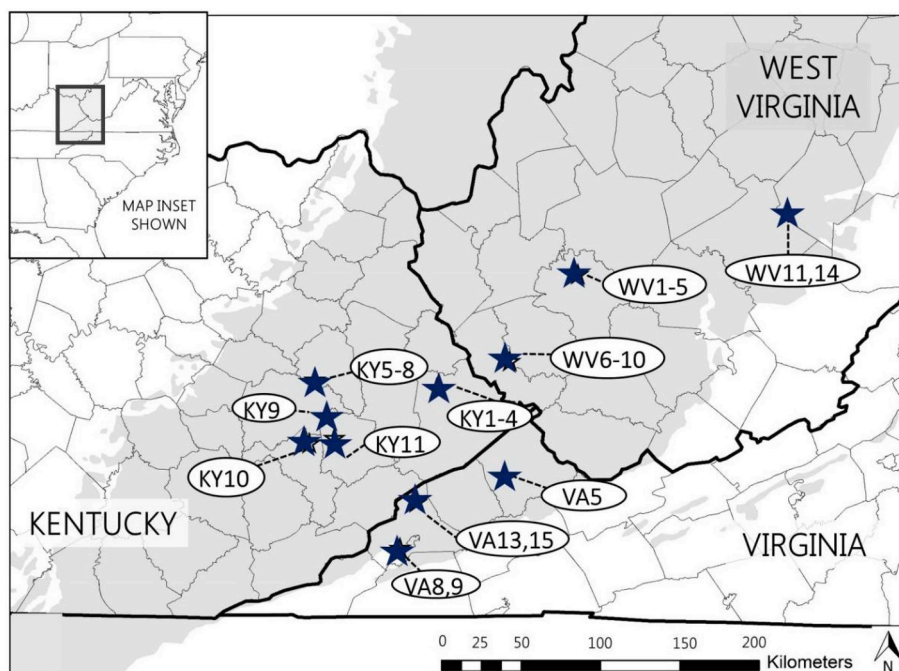 MAP INSET
SHOWN
WEST
VIRGINIA
WV11,14
WV1-5
WV6-10
KY5-8
KY9
KY1-4
KY11
KY10
VA5
KENTUCKY
VA13,15
VIRGINIA
VA8,9
0 25 50 100 150 200
Kilometers
N